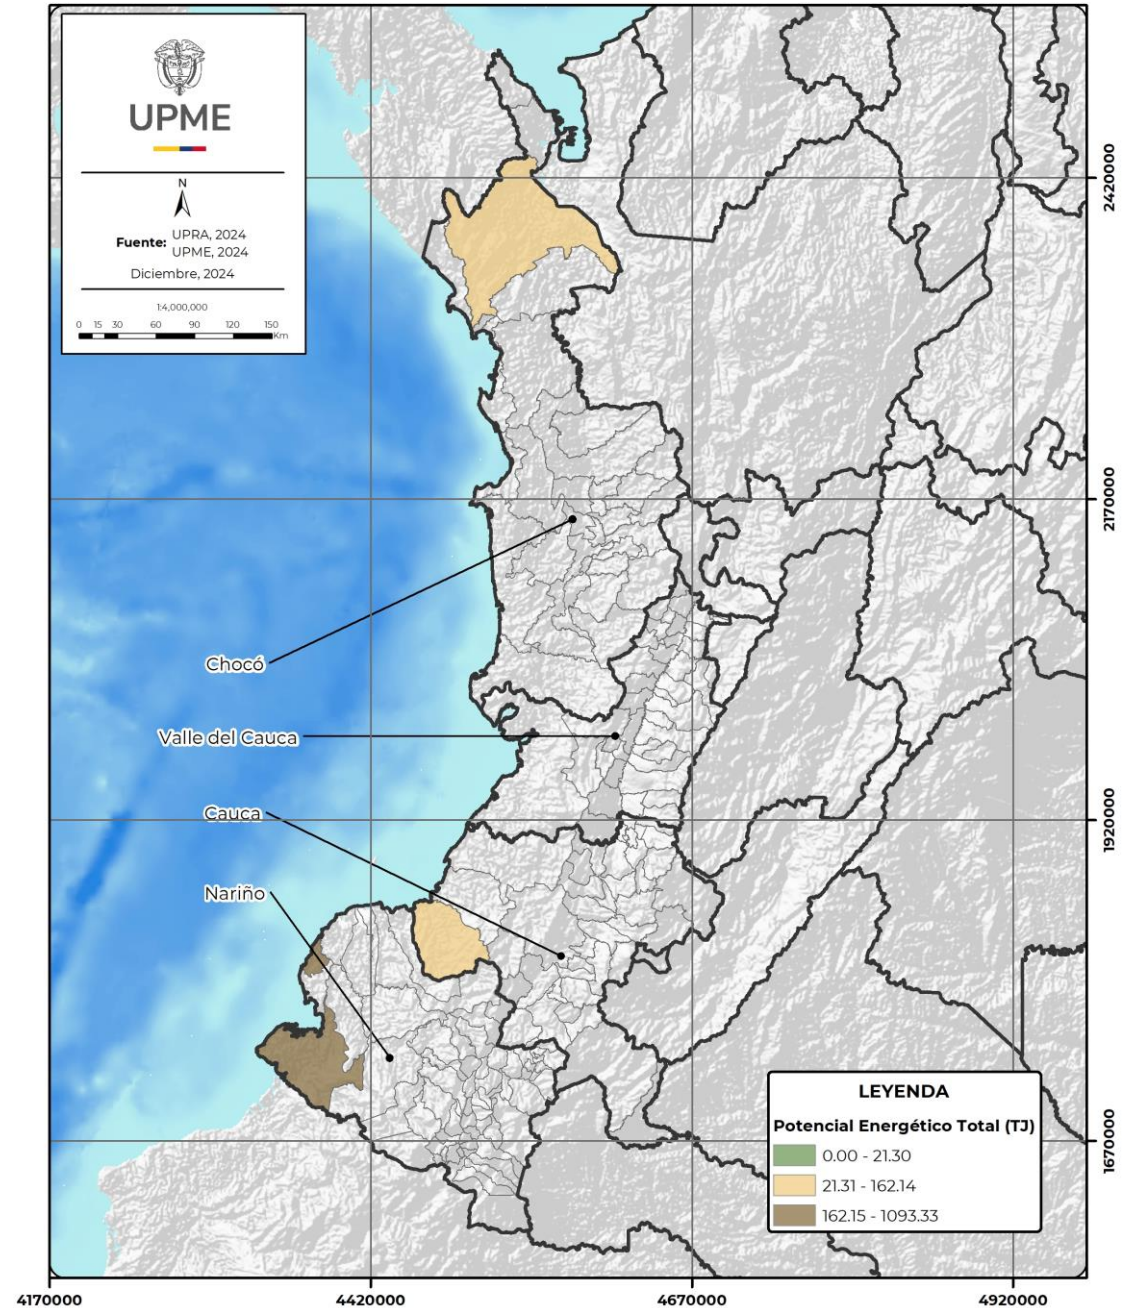 UPME
N
Fuente: UPRA, 2024
UPME, 2024
Diciembre, 2024
1:4,000,000
0 15 30 60 90 120 150
Km
Chocó
Valle del Cauca
Cauca
Nariño
2420000
2170000
1920000
1670000
LEYENDA
Potencial Energético Total (TJ)
0.00 - 21.30
21.31 - 162.14
162.15 - 1093.33
4170000 4420000 4670000 4920000